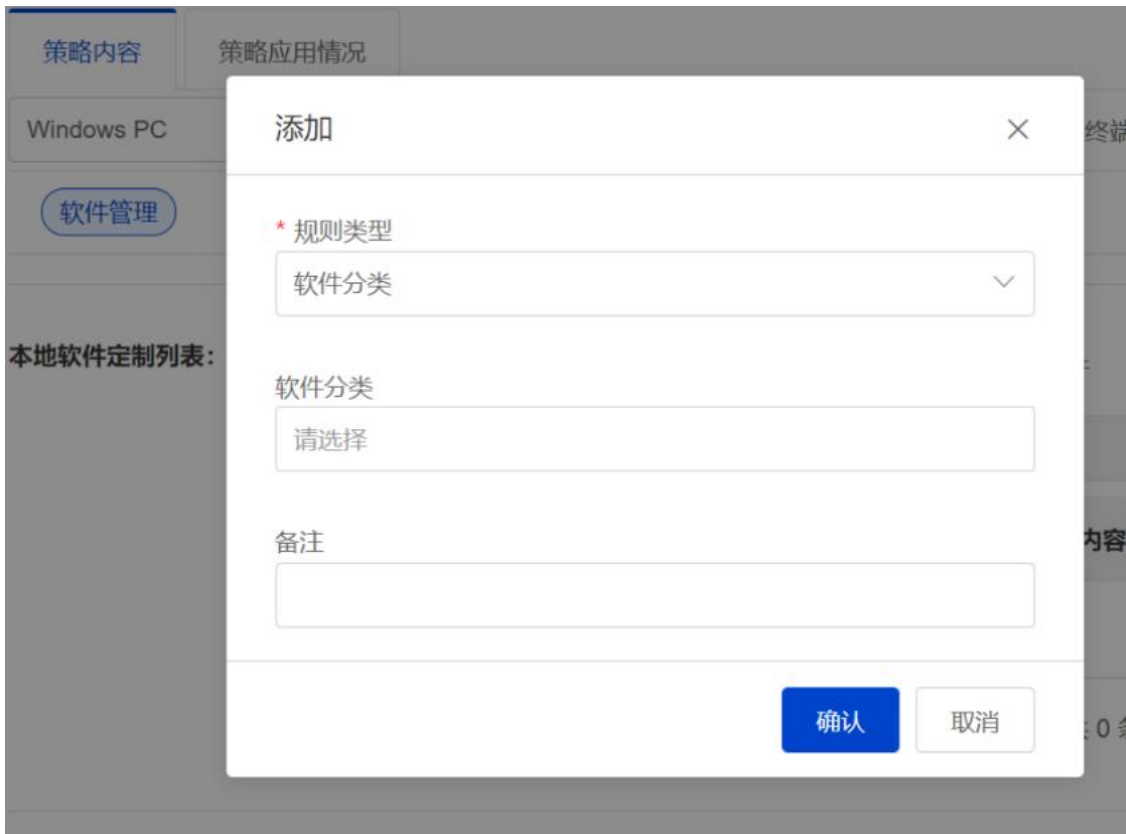 策略内容
策略应用情况
Windows PC
添加
终端
软件管理
* 规则类型
软件分类
本地软件定制列表：
软件分类
请选择
备注
内容
确认
取消
0 条